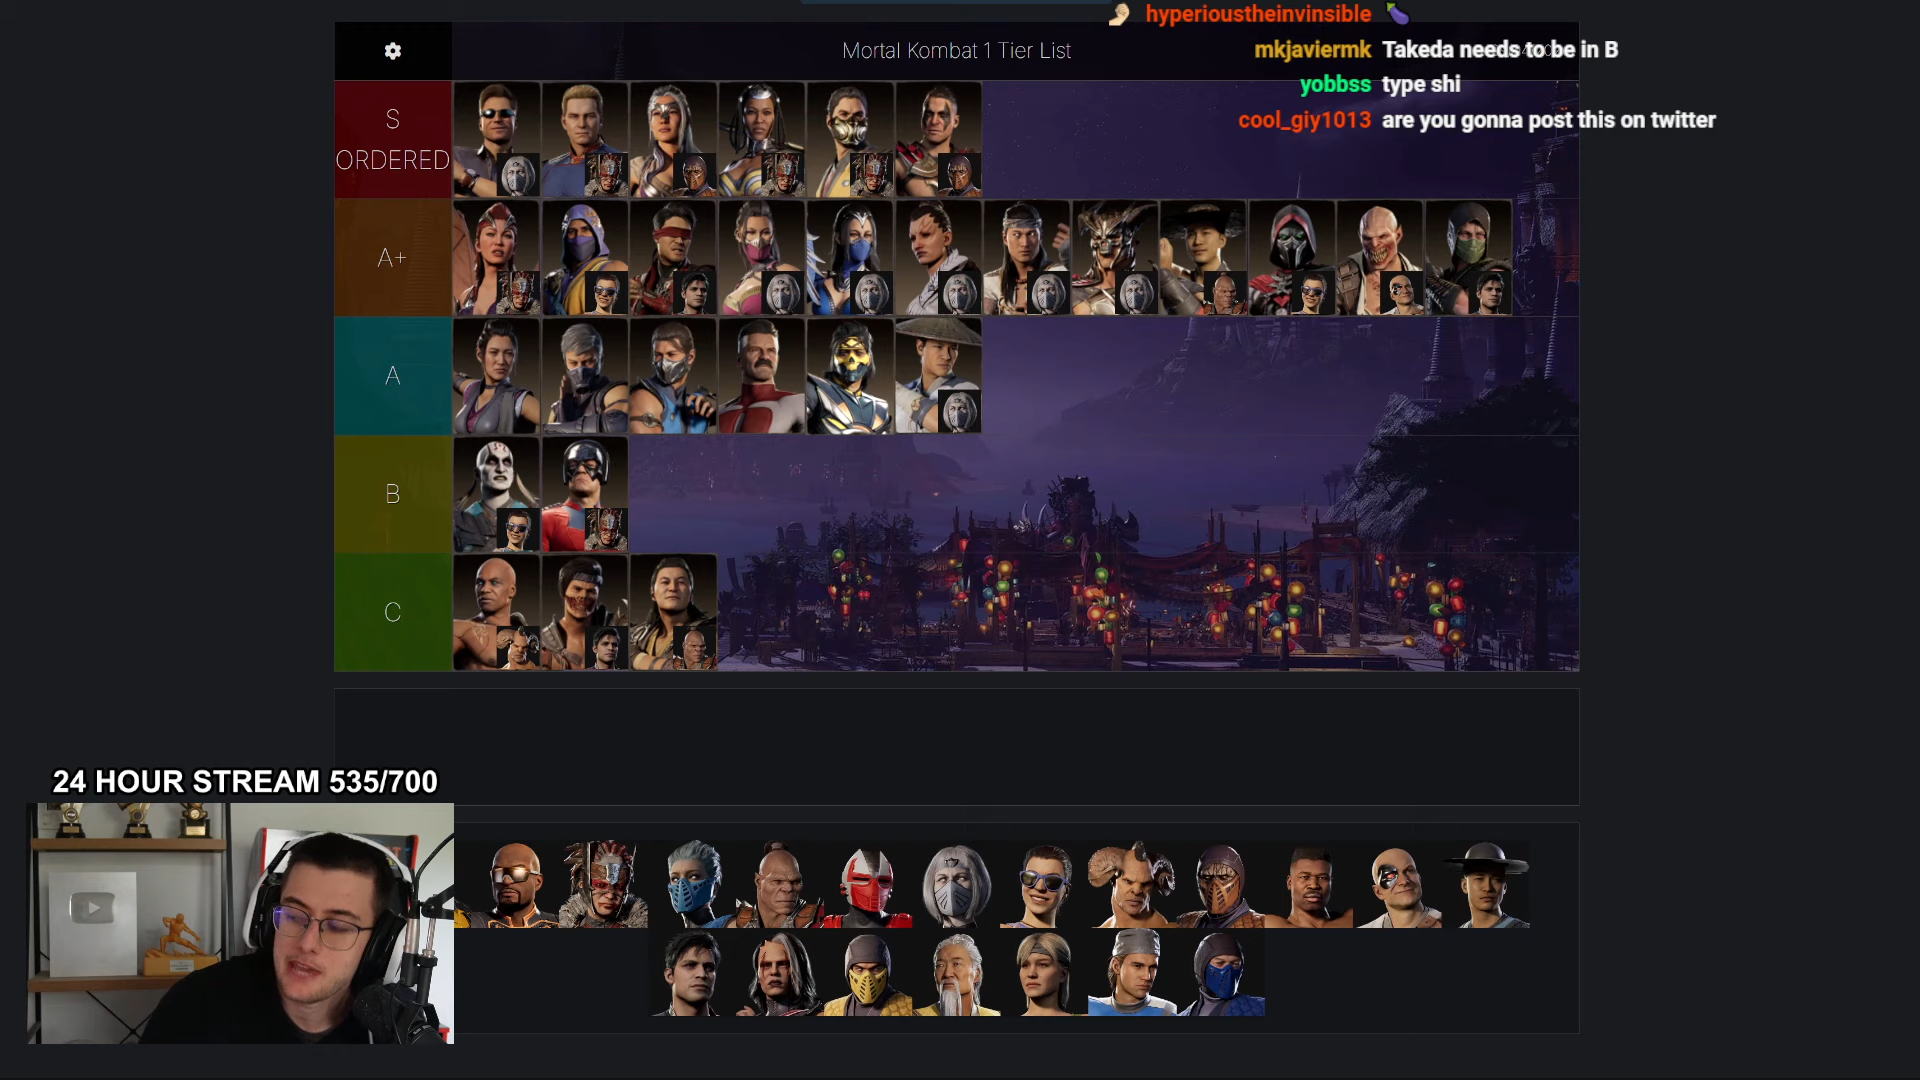 hyperioustheinvinsible
Mortal Kombat 1 Tier List
mkjaviermk Takeda needs to be in B
yobbss type shi
cool_giy1013 are you gonna post this on twitter
S
ORDERED
A+
A
B
C
24 HOUR STREAM 535/700